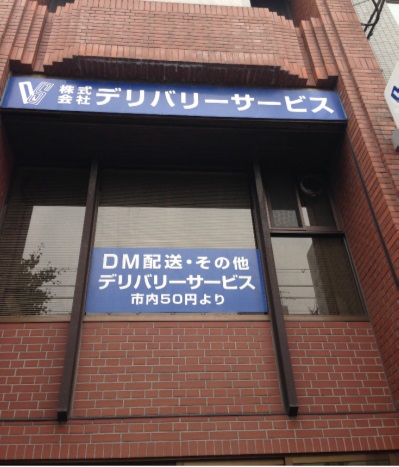 株式会社デリバリーサービス
DM配送・その他
デリバリーサービス
市内50円より